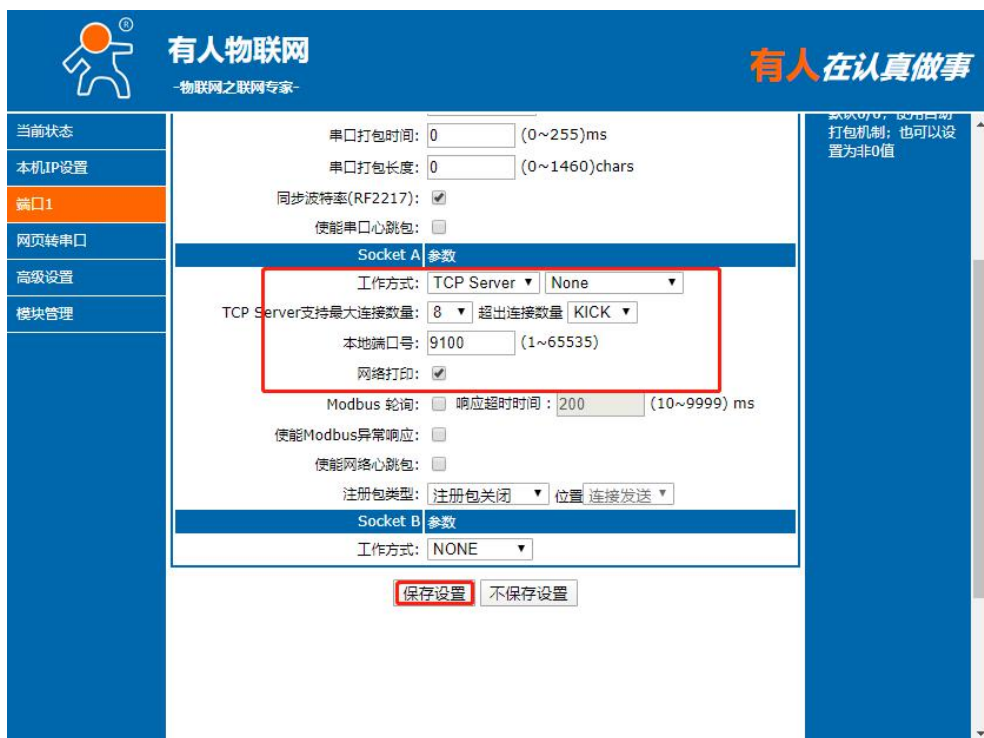 ®
有人物联网
-物联网之联网专家-
有人在认真做事
当前状态
本机IP设置
端口1
网页转串口
高级设置
模块管理
串口打包时间: 0 (0~255)ms
串口打包长度: 0 (0~1460)chars
同步波特率(RF2217):
使能串口心跳包:
Socket A 参数
工作方式: TCP Server None
TCP Server支持最大连接数量: 8 超出连接数量 KICK
本地端口号: 9100 (1~65535)
网络打印:
Modbus 轮询: 响应超时时间: 200 (10~9999) ms
使能Modbus异常响应:
使能网络心跳包:
注册包类型: 注册包关闭 位置 连接发送
Socket B 参数
工作方式: NONE
保存设置 不保存设置
打包机制; 也可以设
置为非0值